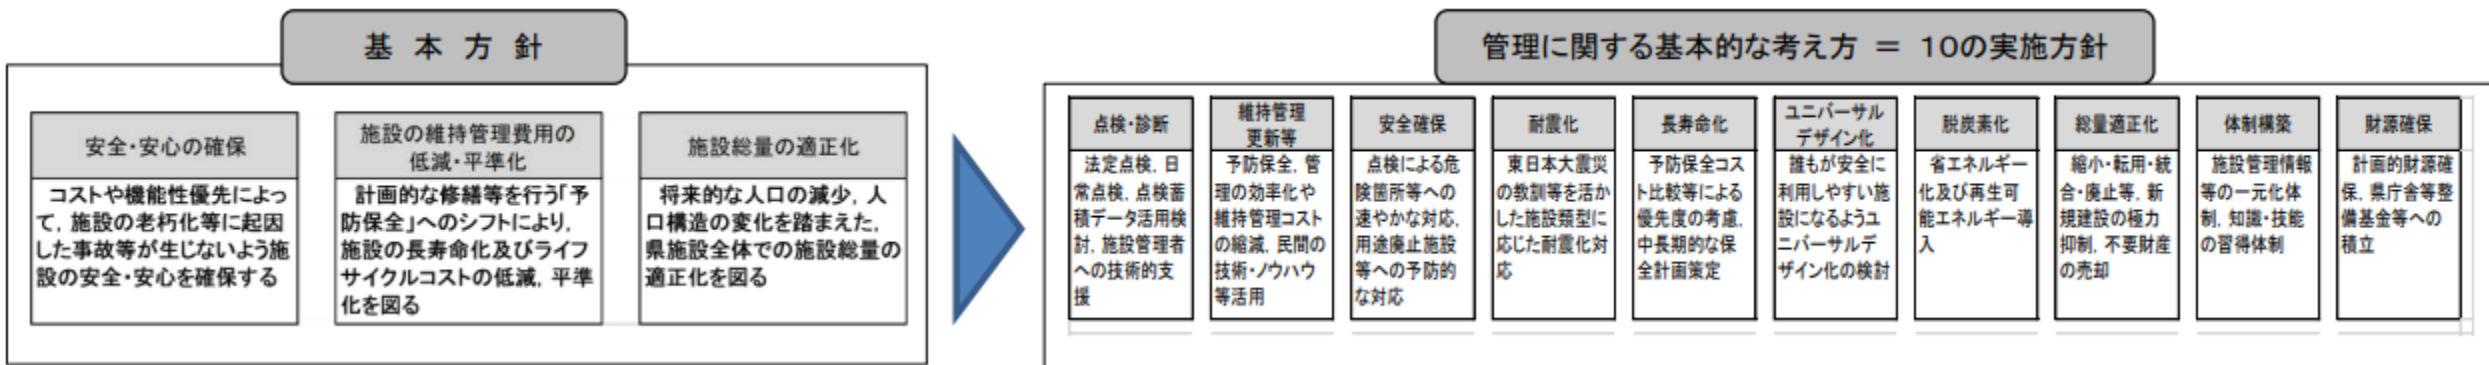 基 本 方 針
安全・安心の確保
コストや機能性優先によっ
て, 施設の老朽化等に起因
した事故等が生じないよう施
設の安全・安心を確保する
施設の維持管理費用の
低減・平準化
計画的な修繕等を行う「予
防保全」へのシフトにより,
施設の長寿命化及びライフ
サイクルコストの低減, 平準
化を図る
施設総量の適正化
将来的な人口の減少, 人
口構造の変化を踏まえた,
県施設全体での施設総量の
適正化を図る
管理に関する基本的な考え方 = 10の実施方針
点検・診断
法定点検, 日
常点検, 点検蓄
積データ活用検
討, 施設管理者
への技術的支
援
維持管理
更新等
予防保全, 管
理の効率化や
維持管理コスト
の縮減, 民間の
技術・ノウハウ
等活用
安全確保
点検による危
険箇所等への
速やかな対応,
用途廃止施設
等への予防的
な対応
耐震化
東日本大震災
の教訓等を活か
した施設類型に
応じた耐震化対
応
長寿命化
予防保全コス
ト比較等による
優先度の考慮,
中長期的な保
全計画策定
ユニバーサル
デザイン化
誰もが安全に
利用しやすい施
設になるようユ
ニバーサルデ
ザイン化の検討
脱炭素化
省エネルギー
化及び再生可
能エネルギー導
入
総量適正化
縮小・転用・統
合・廃止等, 新
規建設の極力
抑制, 不要財産
の売却
体制構築
施設管理情報
等の一元化体
制, 知識・技能
の習得体制
財源確保
計画的財源確
保, 県庁舎等整
備基金等への
積立